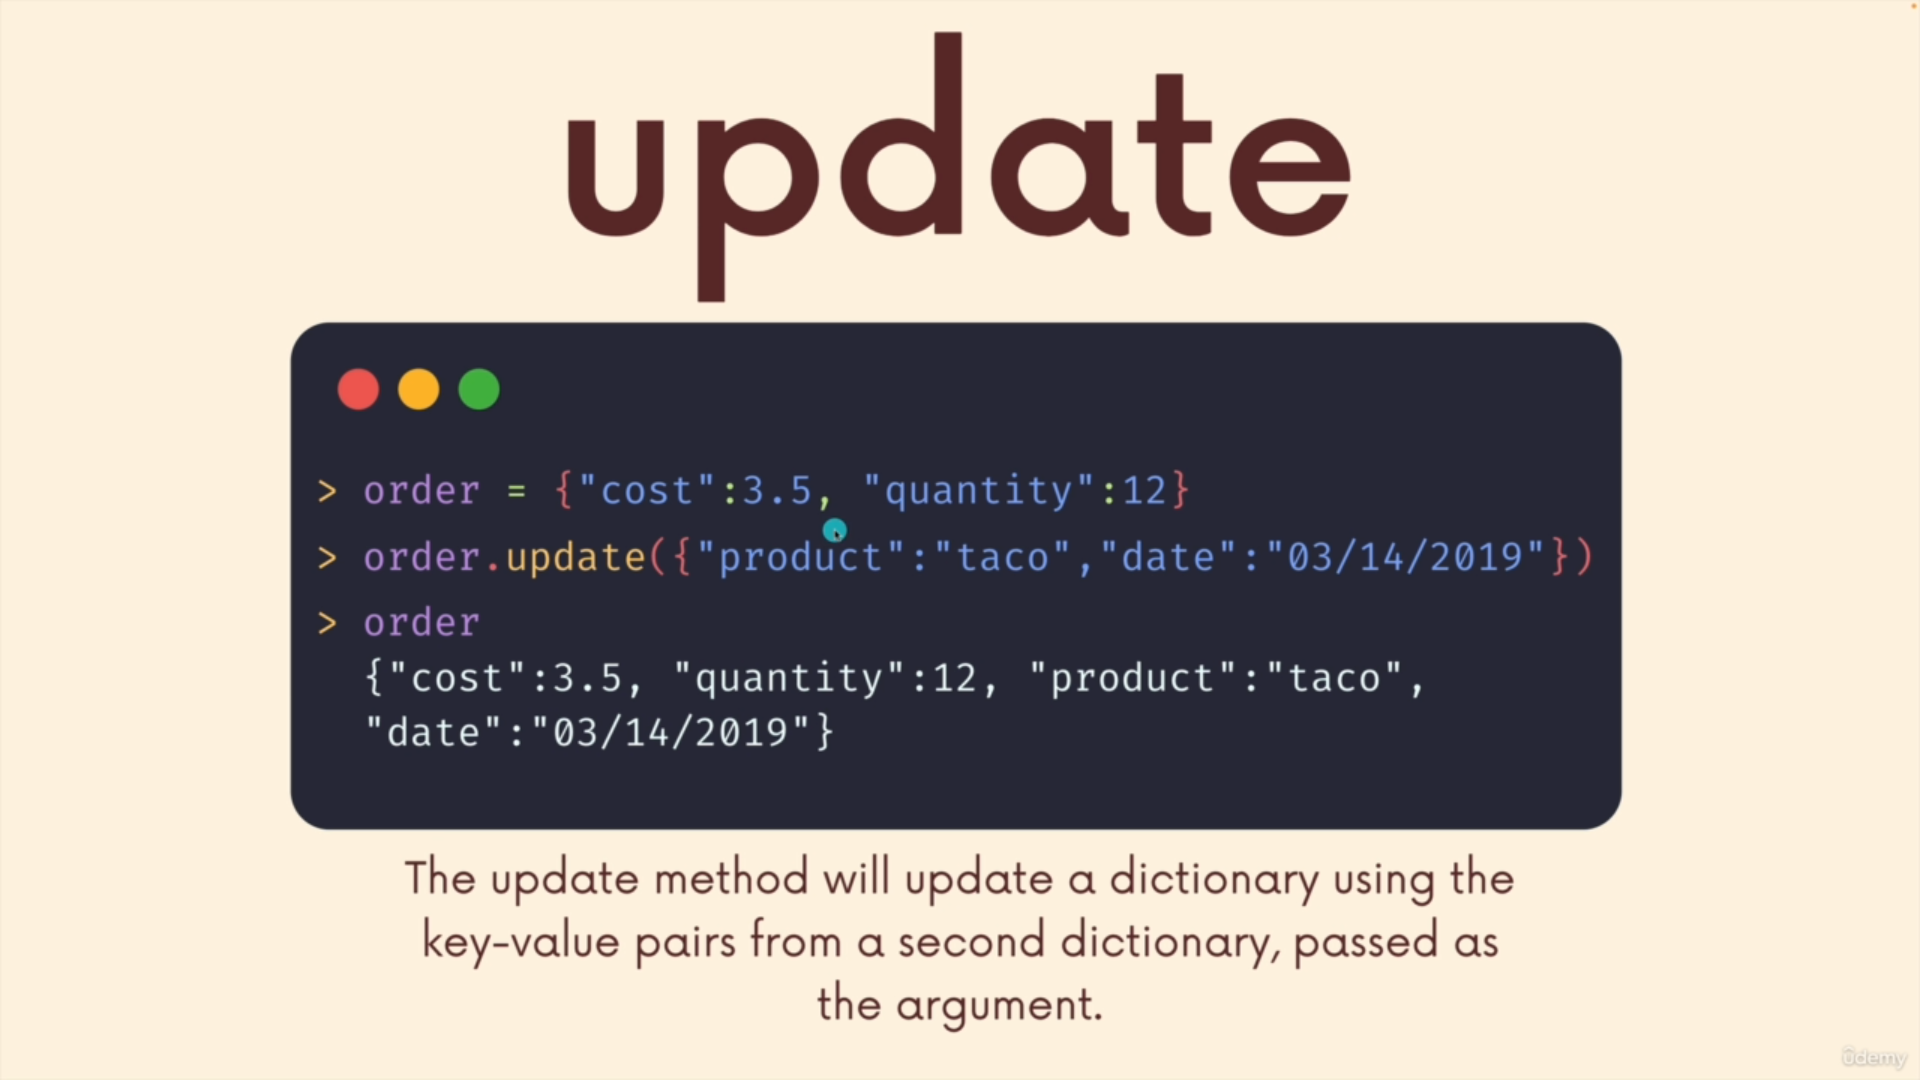 update
> order = {"cost":3.5, "quantity":12}
> order.update({"product":"taco","date":"03/14/2019"})
> order
{"cost":3.5, "quantity":12, "product":"taco",
"date":"03/14/2019"}
The update method will update a dictionary using the
key-value pairs from a second dictionary, passed as
the argument.
ûdemy